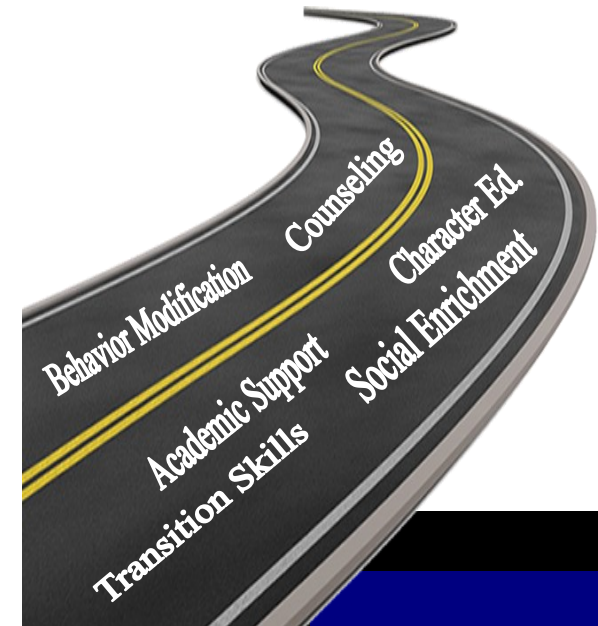 Counseling
Character Ed.
Behavior Modification
Social Enrichment
Academic Support
Transition Skills